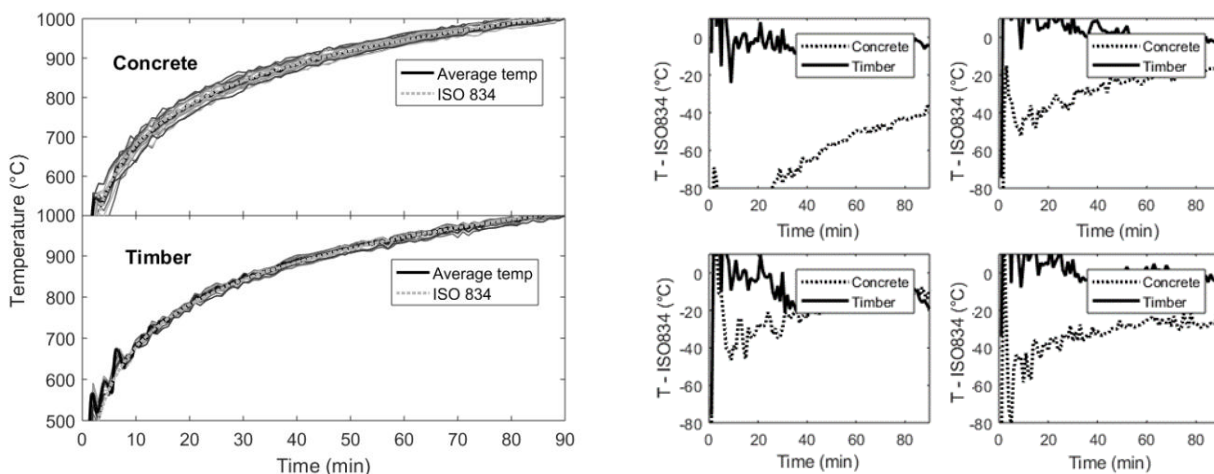 1000
900
800
700
600
1000
900
800
700
600
500
Temperature (°C)
Concrete
Average temp
ISO 834
Timber
Average temp
ISO 834
0 10 20 30 40 50 60 70 80 90
Time (min)
0
-20
-40
-60
-80
T - ISO834 (°C)
Concrete
Timber
0 20 40 60 80
Time (min)
0
-20
-40
-60
-80
T - ISO834 (°C)
Concrete
Timber
0 20 40 60 80
Time (min)
0
-20
-40
-60
-80
T - ISO834 (°C)
Concrete
Timber
0 20 40 60 80
Time (min)
0
-20
-40
-60
-80
T - ISO834 (°C)
Concrete
Timber
0 20 40 60 80
Time (min)